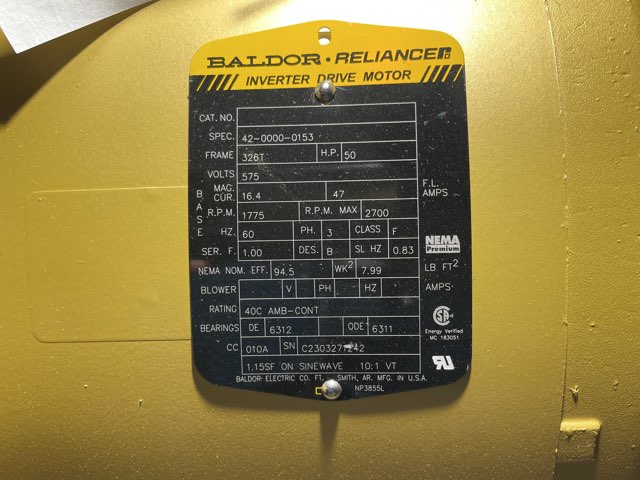 BALDOR · RELIANCER
INVERTER DRIVE MOTOR
CAT. NO.
SPEC. 42-0000-0153
FRAME 326T H.P. 50
VOLTS 575
MAG. CUR. 16.4 47 F.L. AMPS
BASE R.P.M. 1775 R.P.M. MAX 2700
HZ. 60 PH. 3 CLASS F
SER. F. 1.00 DES. B SL HZ 0.83
NEMA Premium
NEMA NOM. EFF. 94.5 WK2 7.99 LB FT2
BLOWER V PH HZ AMPS
RATING 40C AMB-CONT
BEARINGS DE 6312 ODE 6311
Energy Verified
MC 183051
CC 010A SN C2303271242
1.15SF ON SINEWAVE 10:1 VT
BALDOR ELECTRIC CO. FT. SMITH, AR. MFG. IN U.S.A.
NP3855L